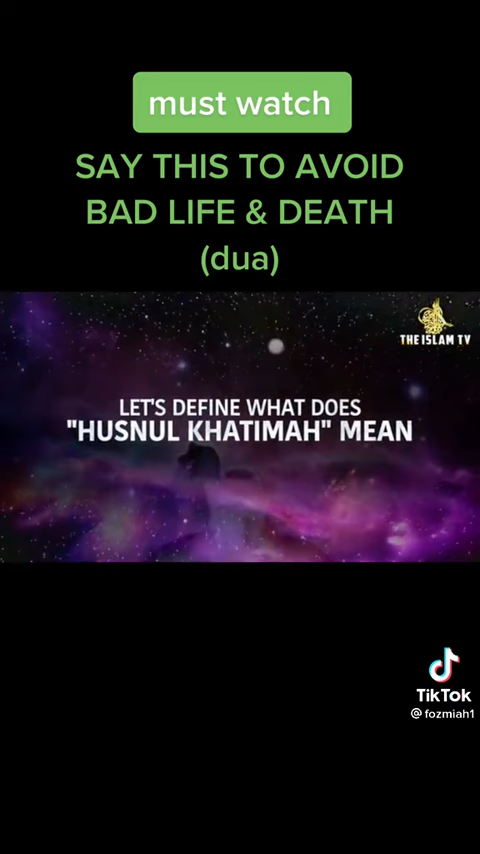 must watch
SAY THIS TO AVOID
BAD LIFE & DEATH
(dua)
THE ISLAM TV
LET'S DEFINE WHAT DOES
"HUSNUL KHATIMAH" MEAN
TikTok
@fozmiah1